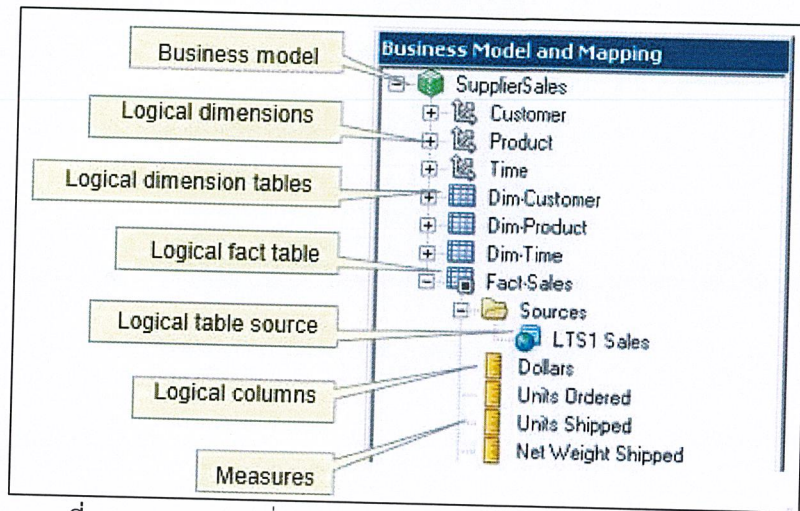 Business model
Logical dimensions
Logical dimension tables
Logical fact table
Logical table source
Logical columns
Measures
Business Model and Mapping
SupplierSales
Customer
Product
Time
Dim-Customer
Dim-Product
Dim-Time
Fact-Sales
Sources
LTS1 Sales
Dollars
Units Ordered
Units Shipped
Net Weight Shipped